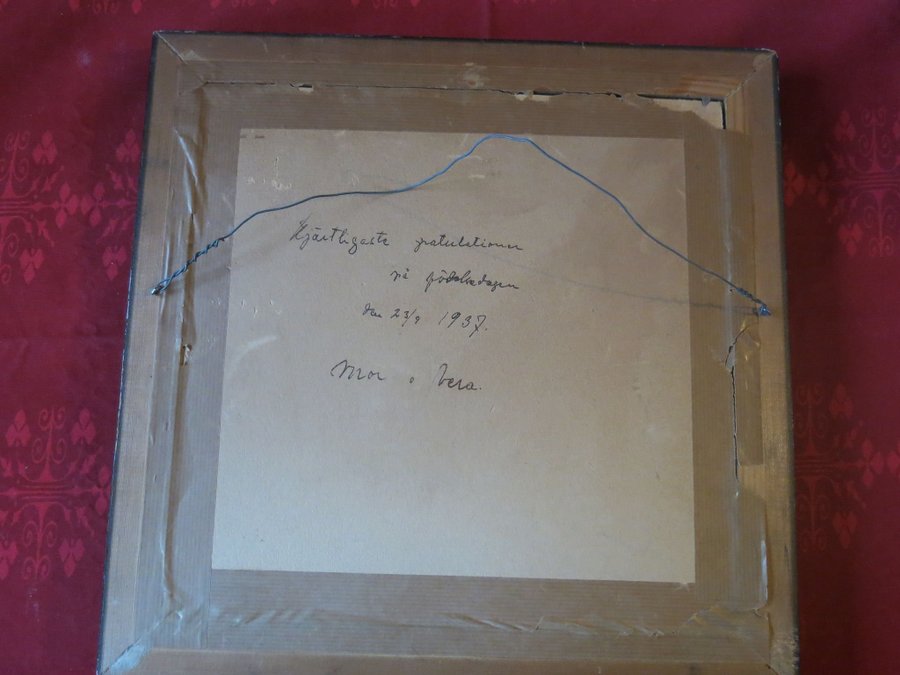 Hjärtligaste gratulationer
på födelsedagen
den 23/9 1937.
Mor o Vera.